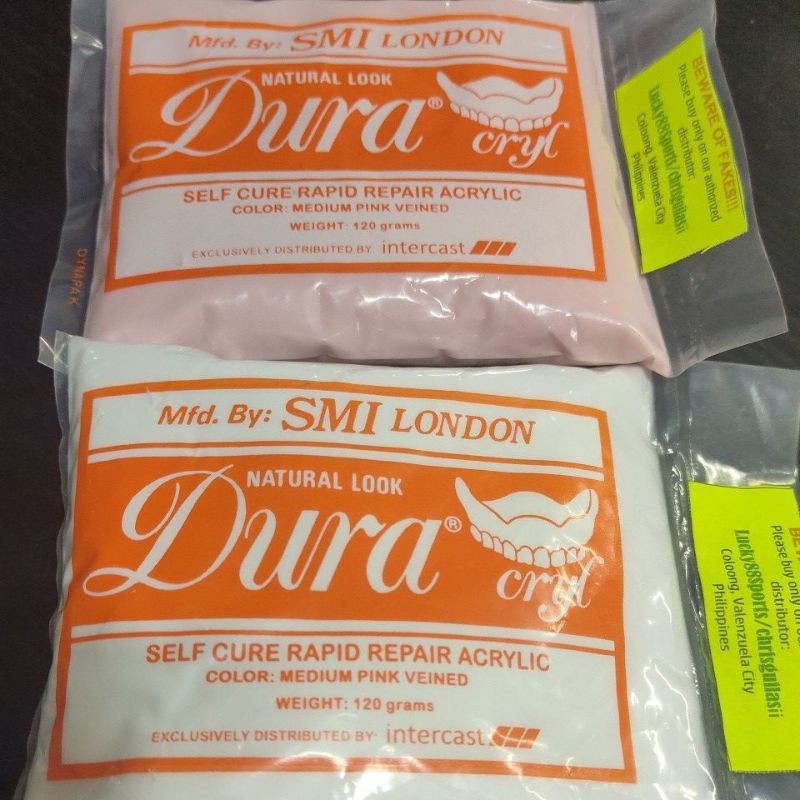 Mfd. By: SMI LONDON
NATURAL LOOK
Dura®
cryl
SELF CURE RAPID REPAIR ACRYLIC
COLOR: MEDIUM PINK VEINED
WEIGHT: 120 grams
EXCLUSIVELY DISTRIBUTED BY: intercast
DYNAPAK
BEWARE OF FAKES!!!
Please buy only on our authorized
distributor:
Lucky88Sports/chrisguilasii
Coloong, Valenzuela City
Philippines
Mfd. By: SMI LONDON
NATURAL LOOK
Dura®
cryl
SELF CURE RAPID REPAIR ACRYLIC
COLOR: MEDIUM PINK VEINED
WEIGHT: 120 grams
EXCLUSIVELY DISTRIBUTED BY: intercast
Please buy only on
distributor:
Lucky88Sports/chrisguilasii
Coloong, Valenzuela City
Philippines